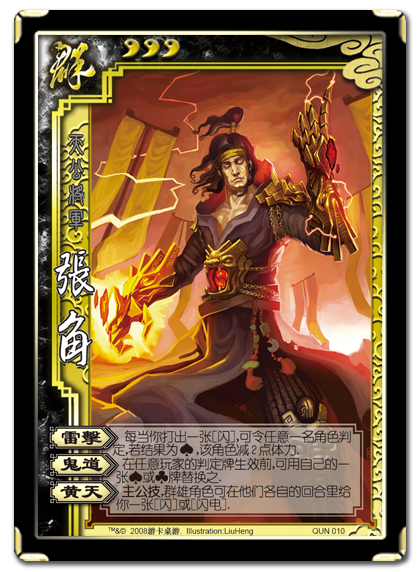 群
天公將軍
張角
雷擊
每当你打出一张[闪],可令任意一名角色判
定,若结果为♠,该角色减2点体力.
鬼道
在任意玩家的判定牌生效前,可用自己的一
张♠或♣牌替换之.
黄天
主公技,群雄角色可在他们各自的回合里给
你一张[闪]或[闪电].
™&© 2008游卡桌游. Illustration:LiuHeng
QUN 010